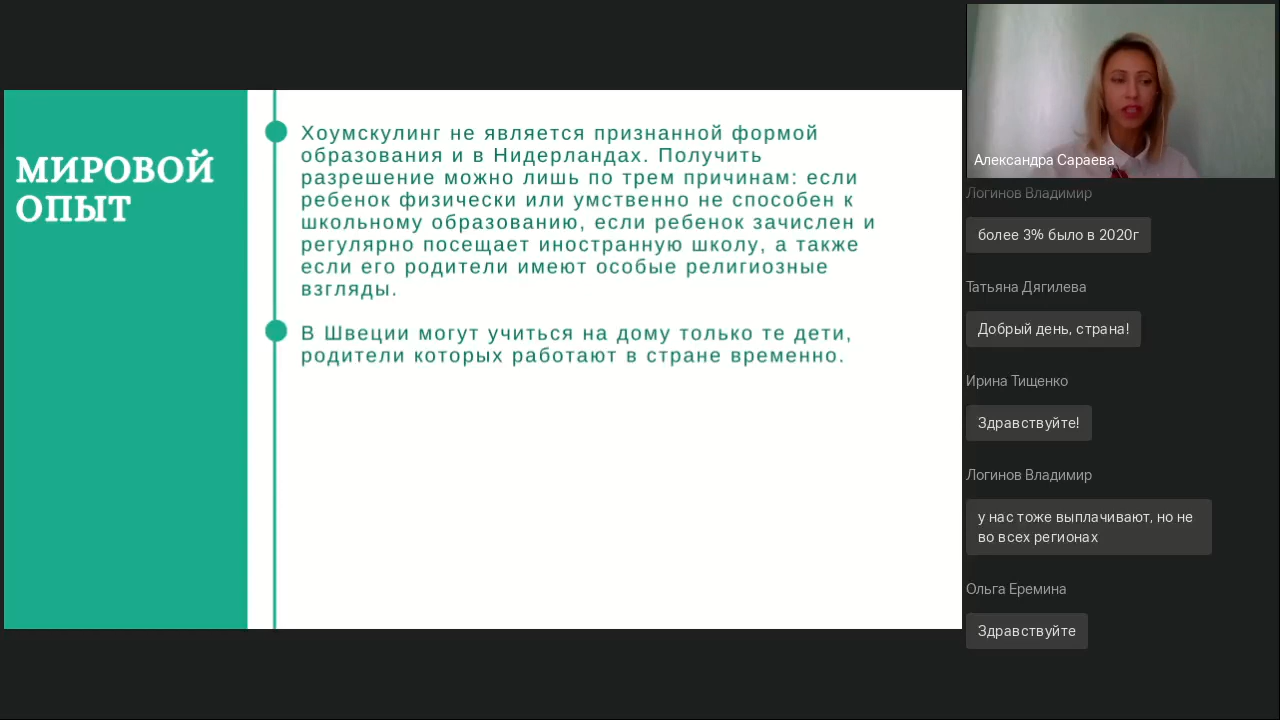 МИРОВОЙ
ОПЫТ
Хоумскулинг не является признанной формой
образования и в Нидерландах. Получить
разрешение можно лишь по трем причинам: если
ребенок физически или умственно не способен к
школьному образованию, если ребенок зачислен и
регулярно посещает иностранную школу, а также
если его родители имеют особые религиозные
взгляды.
В Швеции могут учиться на дому только те дети,
родители которых работают в стране временно.
Александра Сараева
Логинов Владимир
более 3% было в 2020г
Татьяна Дягилева
Добрый день, страна!
Ирина Тищенко
Здравствуйте!
Логинов Владимир
у нас тоже выплачивают, но не
во всех регионах
Ольга Еремина
Здравствуйте